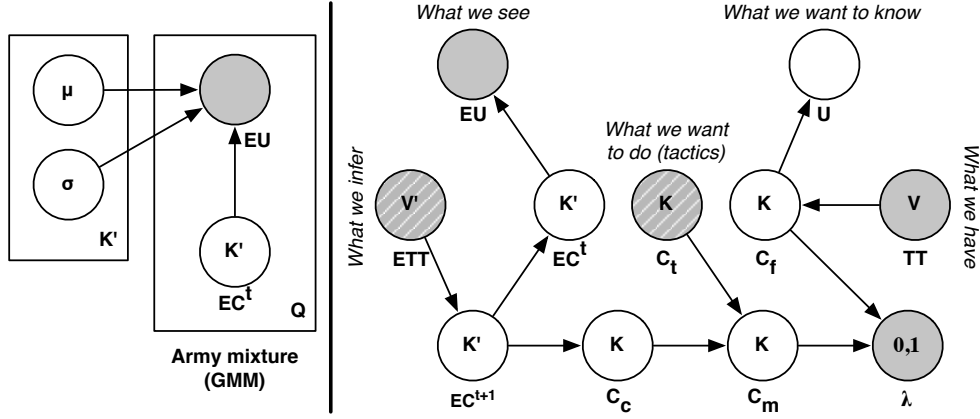 μ
EU
σ
K'
K'
EC^t
Q
Army mixture
(GMM)
What we see
What we want to know
EU
U
What we want
to do (tactics)
What we infer
V'
ETT
K'
EC^t
K
C_t
K
C_f
V
TT
What we have
K'
EC^{t+1}
K
C_c
K
C_m
0,1
λ